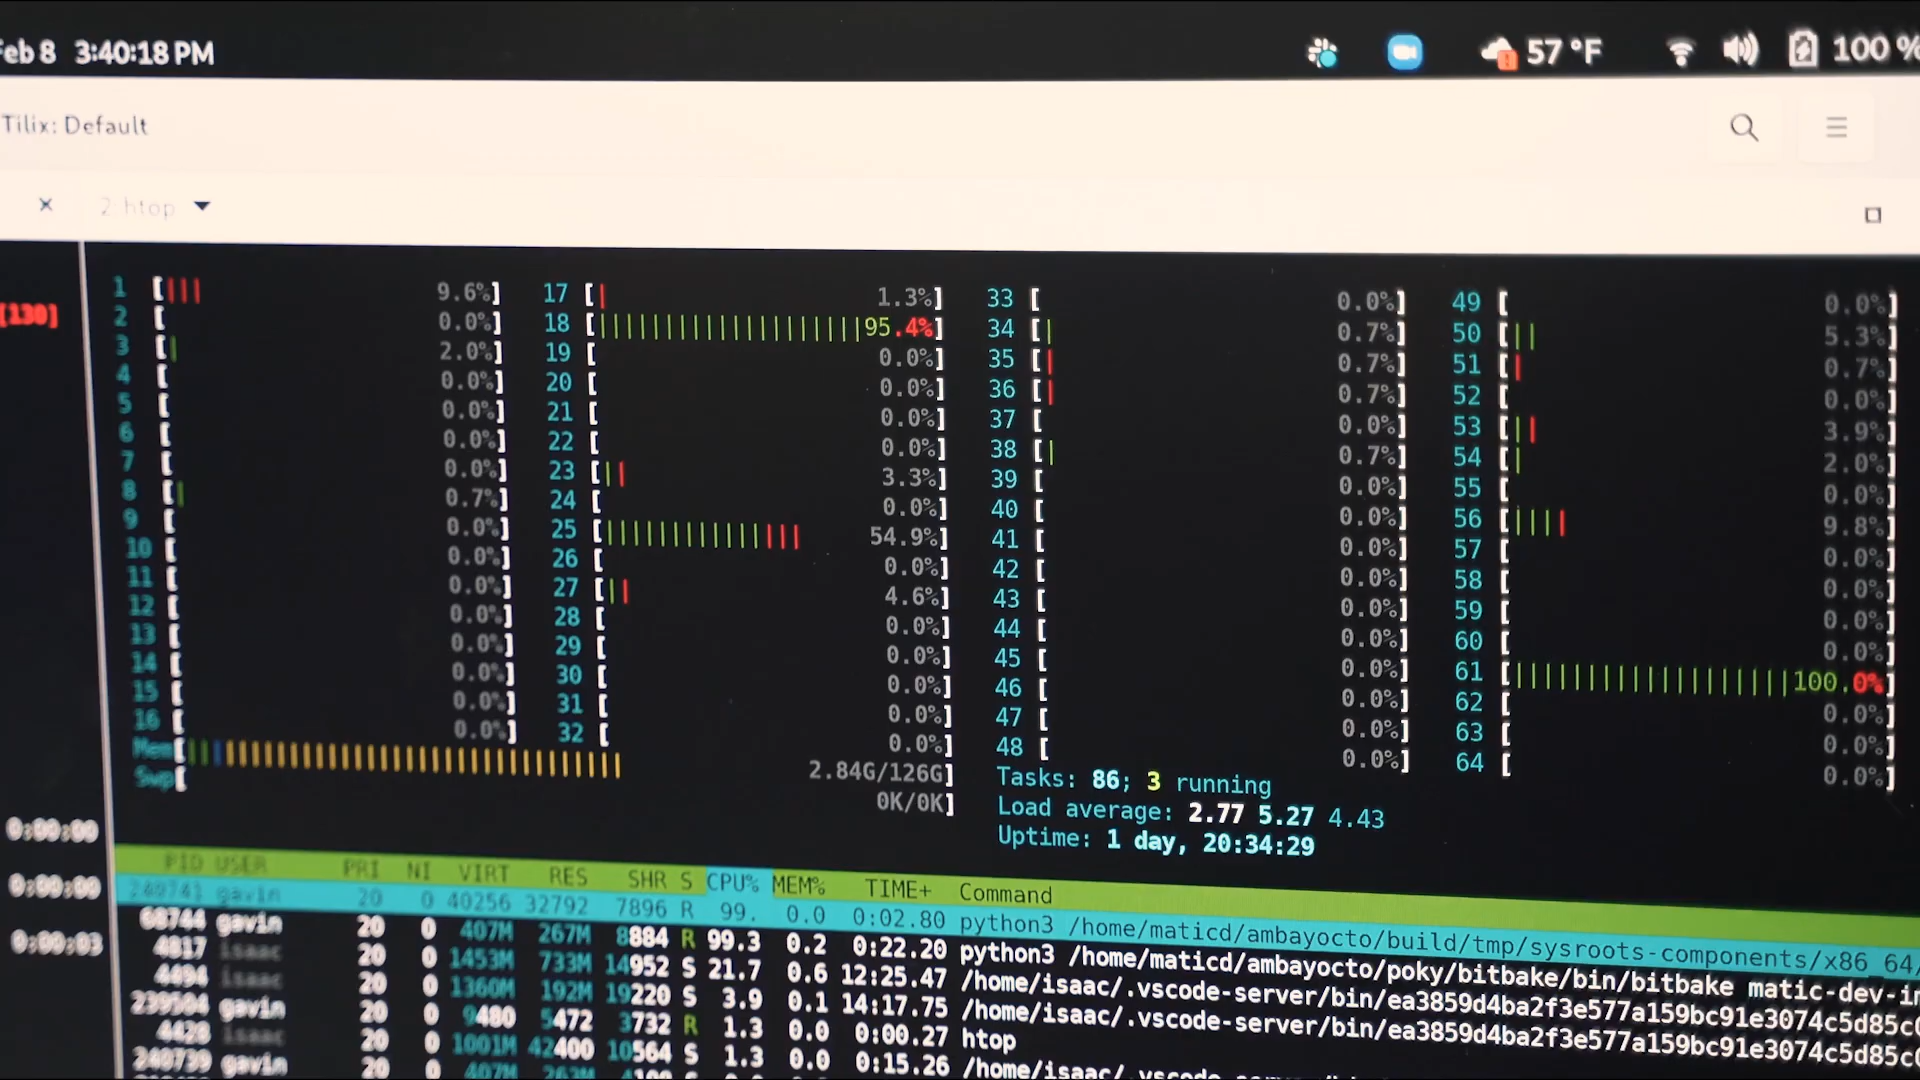 Feb 8 3:40:18 PM 57 °F 100 %
Tilix: Default
2: htop
[130]
1 [||| 9.6%] 17 [| 1.3%] 33 [ 0.0%] 49 [ 0.0%]
2 [ 0.0%] 18 [||||||||||||||||||95.4%] 34 [| 0.7%] 50 [|| 5.3%]
3 [| 2.0%] 19 [ 0.0%] 35 [| 0.7%] 51 [| 0.7%]
4 [ 0.0%] 20 [ 0.0%] 36 [| 0.7%] 52 [ 0.0%]
5 [ 0.0%] 21 [ 0.0%] 37 [ 0.0%] 53 [|| 3.9%]
6 [ 0.0%] 22 [ 0.0%] 38 [| 0.7%] 54 [| 2.0%]
7 [ 0.0%] 23 [|| 3.3%] 39 [ 0.0%] 55 [ 0.0%]
8 [| 0.7%] 24 [ 0.0%] 40 [ 0.0%] 56 [|||| 9.8%]
9 [ 0.0%] 25 [|||||||||||||| 54.9%] 41 [ 0.0%] 57 [ 0.0%]
10 [ 0.0%] 26 [ 0.0%] 42 [ 0.0%] 58 [ 0.0%]
11 [ 0.0%] 27 [|| 4.6%] 43 [ 0.0%] 59 [ 0.0%]
12 [ 0.0%] 28 [ 0.0%] 44 [ 0.0%] 60 [ 0.0%]
13 [ 0.0%] 29 [ 0.0%] 45 [ 0.0%] 61 [|||||||||||||||||||100.0%]
14 [ 0.0%] 30 [ 0.0%] 46 [ 0.0%] 62 [ 0.0%]
15 [ 0.0%] 31 [ 0.0%] 47 [ 0.0%] 63 [ 0.0%]
16 [ 0.0%] 32 [ 0.0%] 48 [ 0.0%] 64 [ 0.0%]
Mem[||||||||||||||||||||||||||||||||||| 2.84G/126G] Tasks: 86; 3 running
Swp[ 0K/0K] Load average: 2.77 5.27 4.43
Uptime: 1 day, 20:34:29
0:00:00
0:00:00
0:00:03
PID USER PRI NI VIRT RES SHR S CPU% MEM% TIME+ Command
240741 gavin 20 0 40256 32792 7896 R 99. 0.0 0:02.80 python3 /home/maticd/ambayocto/build/tmp/sysroots-components/x86_64/
68744 gavin 20 0 407M 267M 8884 R 99.3 0.2 0:22.20 python3 /home/maticd/ambayocto/poky/bitbake/bin/bitbake matic-dev-im
4817 isaac 20 0 1453M 733M 14952 S 21.7 0.6 12:25.47 /home/isaac/.vscode-server/bin/ea3859d4ba2f3e577a159bc91e3074c5d85c0
4494 isaac 20 0 1360M 192M 19220 S 3.9 0.1 14:17.75 /home/isaac/.vscode-server/bin/ea3859d4ba2f3e577a159bc91e3074c5d85c0
239504 gavin 20 0 9480 5472 3732 R 1.3 0.0 0:00.27 htop
4428 isaac 20 0 1001M 42400 10564 S 1.3 0.0 0:15.26 /home/isaac/.vscode-server/bin/ea3859d4ba2f3e577a159bc91e3074c5d85c0
240739 gavin 20 0 407M